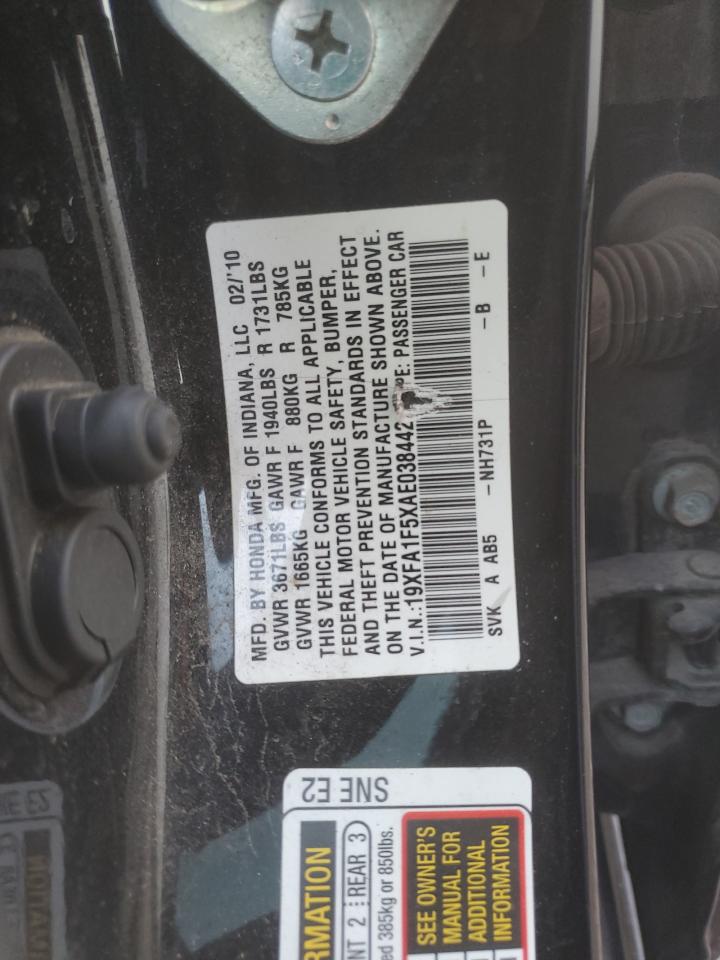 MFD. BY HONDA MFG. OF INDIANA, LLC 02/'10
GVWR 3671LBS GAWR F 1940LBS R 1731LBS
GVWR 1665KG GAWR F 880KG R 785KG
THIS VEHICLE CONFORMS TO ALL APPLICABLE
FEDERAL MOTOR VEHICLE SAFETY, BUMPER,
AND THEFT PREVENTION STANDARDS IN EFFECT
ON THE DATE OF MANUFACTURE SHOWN ABOVE.
V.I.N.:19XFA1F5XAE038442 PE: PASSENGER CAR
SVK A AB5 -NH731P -B -E
SNE E2
RMATION
NT 2 REAR 3
ed 385kg or 850lbs.
SEE OWNER'S
MANUAL FOR
ADDITIONAL
INFORMATION